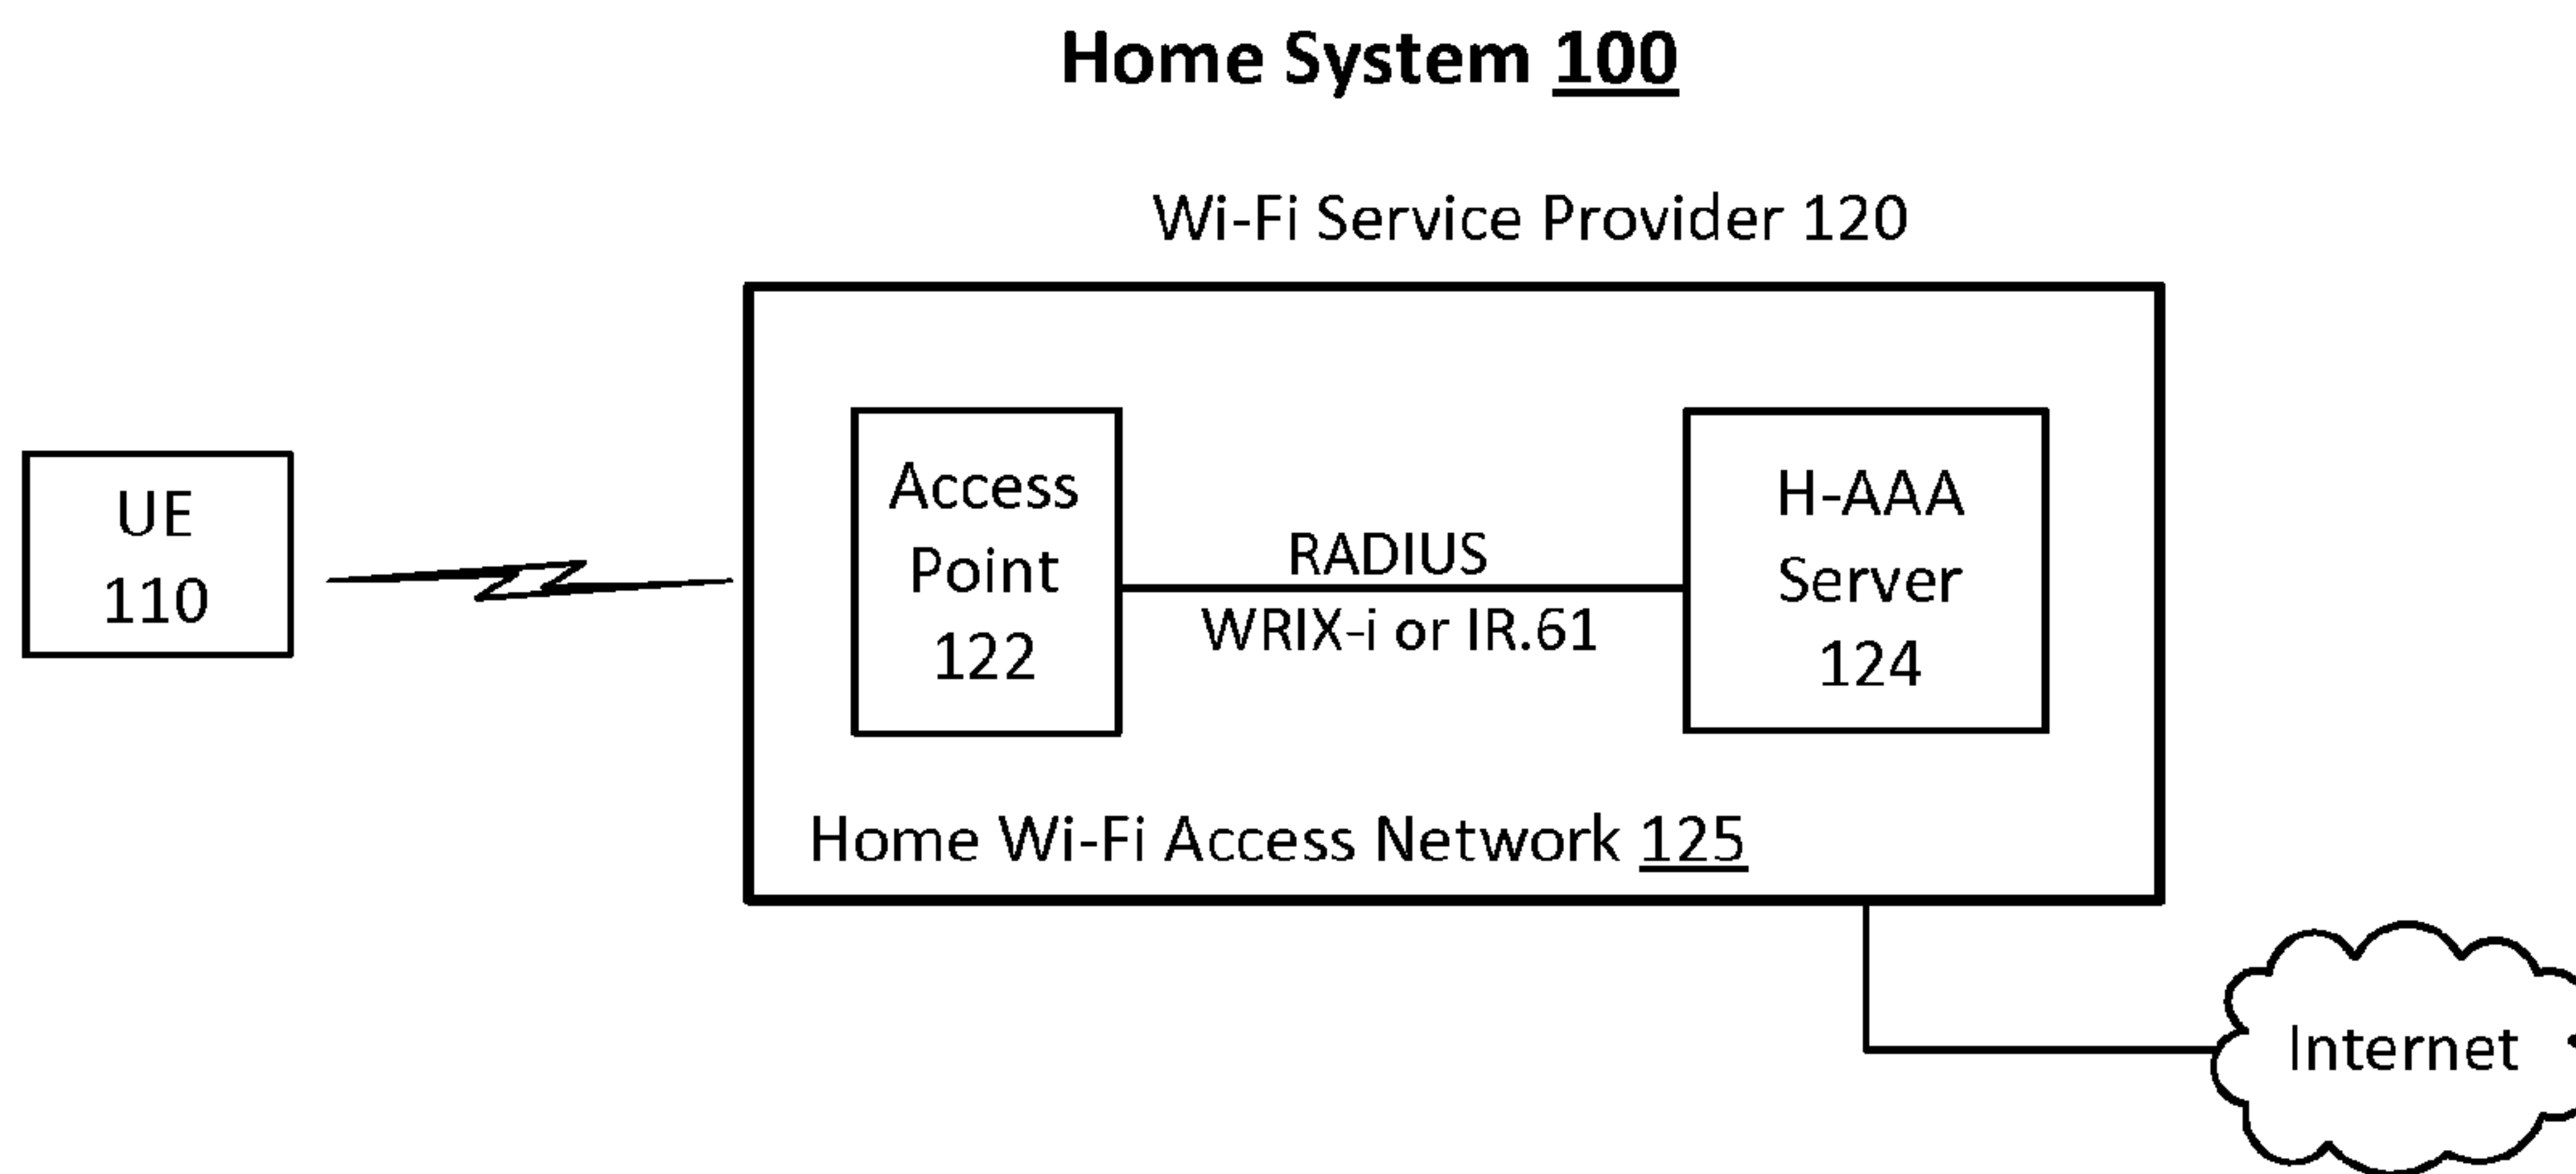 Home System 100
Wi-Fi Service Provider 120
UE
110
Access
Point
122
RADIUS
WRIX-i or IR.61
H-AAA
Server
124
Home Wi-Fi Access Network 125
Internet